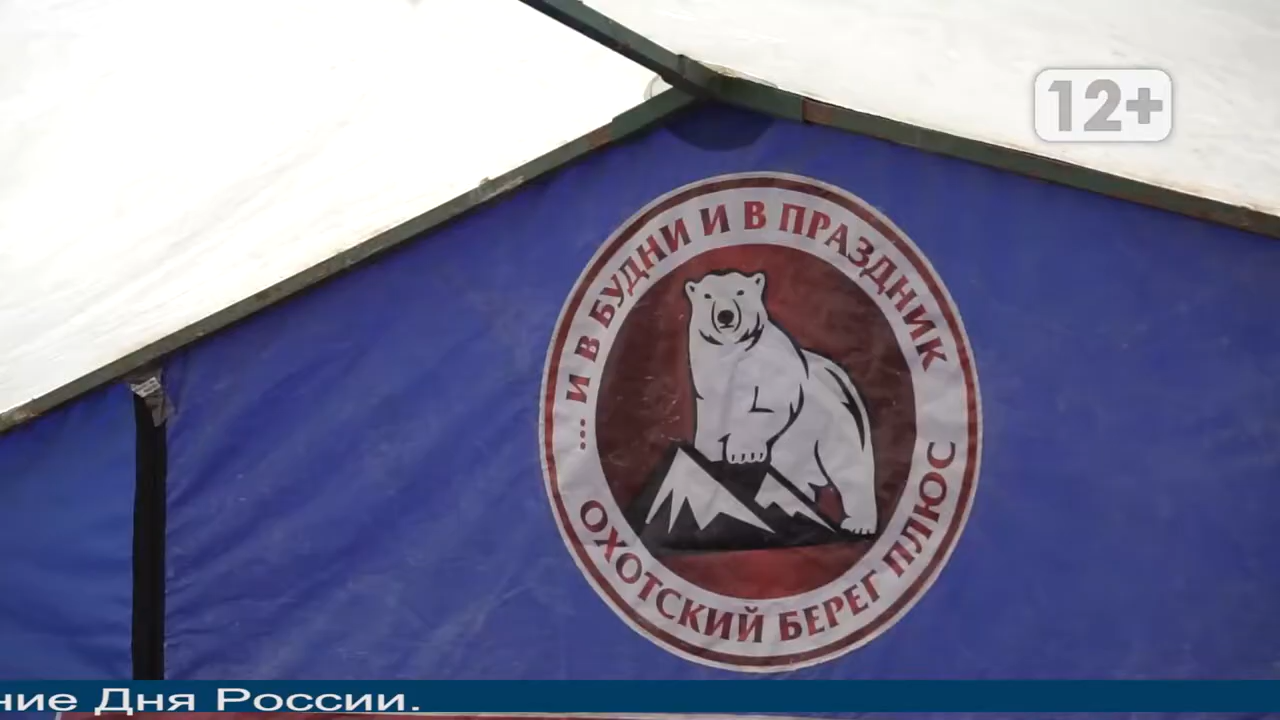 12+
... И В БУДНИ И В ПРАЗДНИК
ОХОТСКИЙ БЕРЕГ ПЛЮС
ние Дня России.